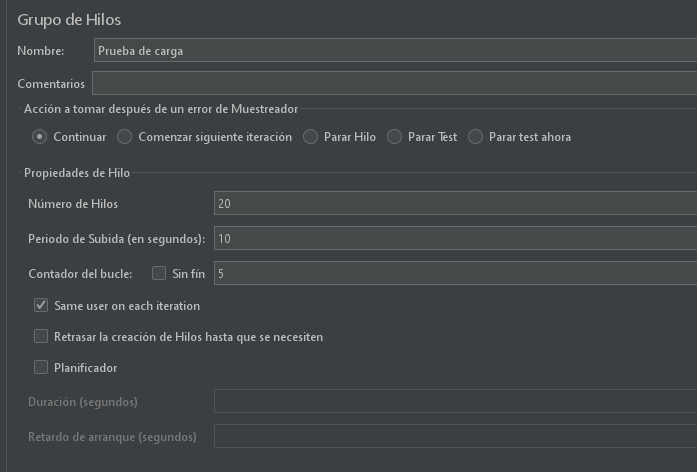 Grupo de Hilos
Nombre: Prueba de carga
Comentarios
Acción a tomar después de un error de Muestreador
Continuar Comenzar siguiente iteración Parar Hilo Parar Test Parar test ahora
Propiedades de Hilo
Número de Hilos 20
Periodo de Subida (en segundos): 10
Contador del bucle: Sin fín 5
Same user on each iteration
Retrasar la creación de Hilos hasta que se necesiten
Planificador
Duración (segundos)
Retardo de arranque (segundos)